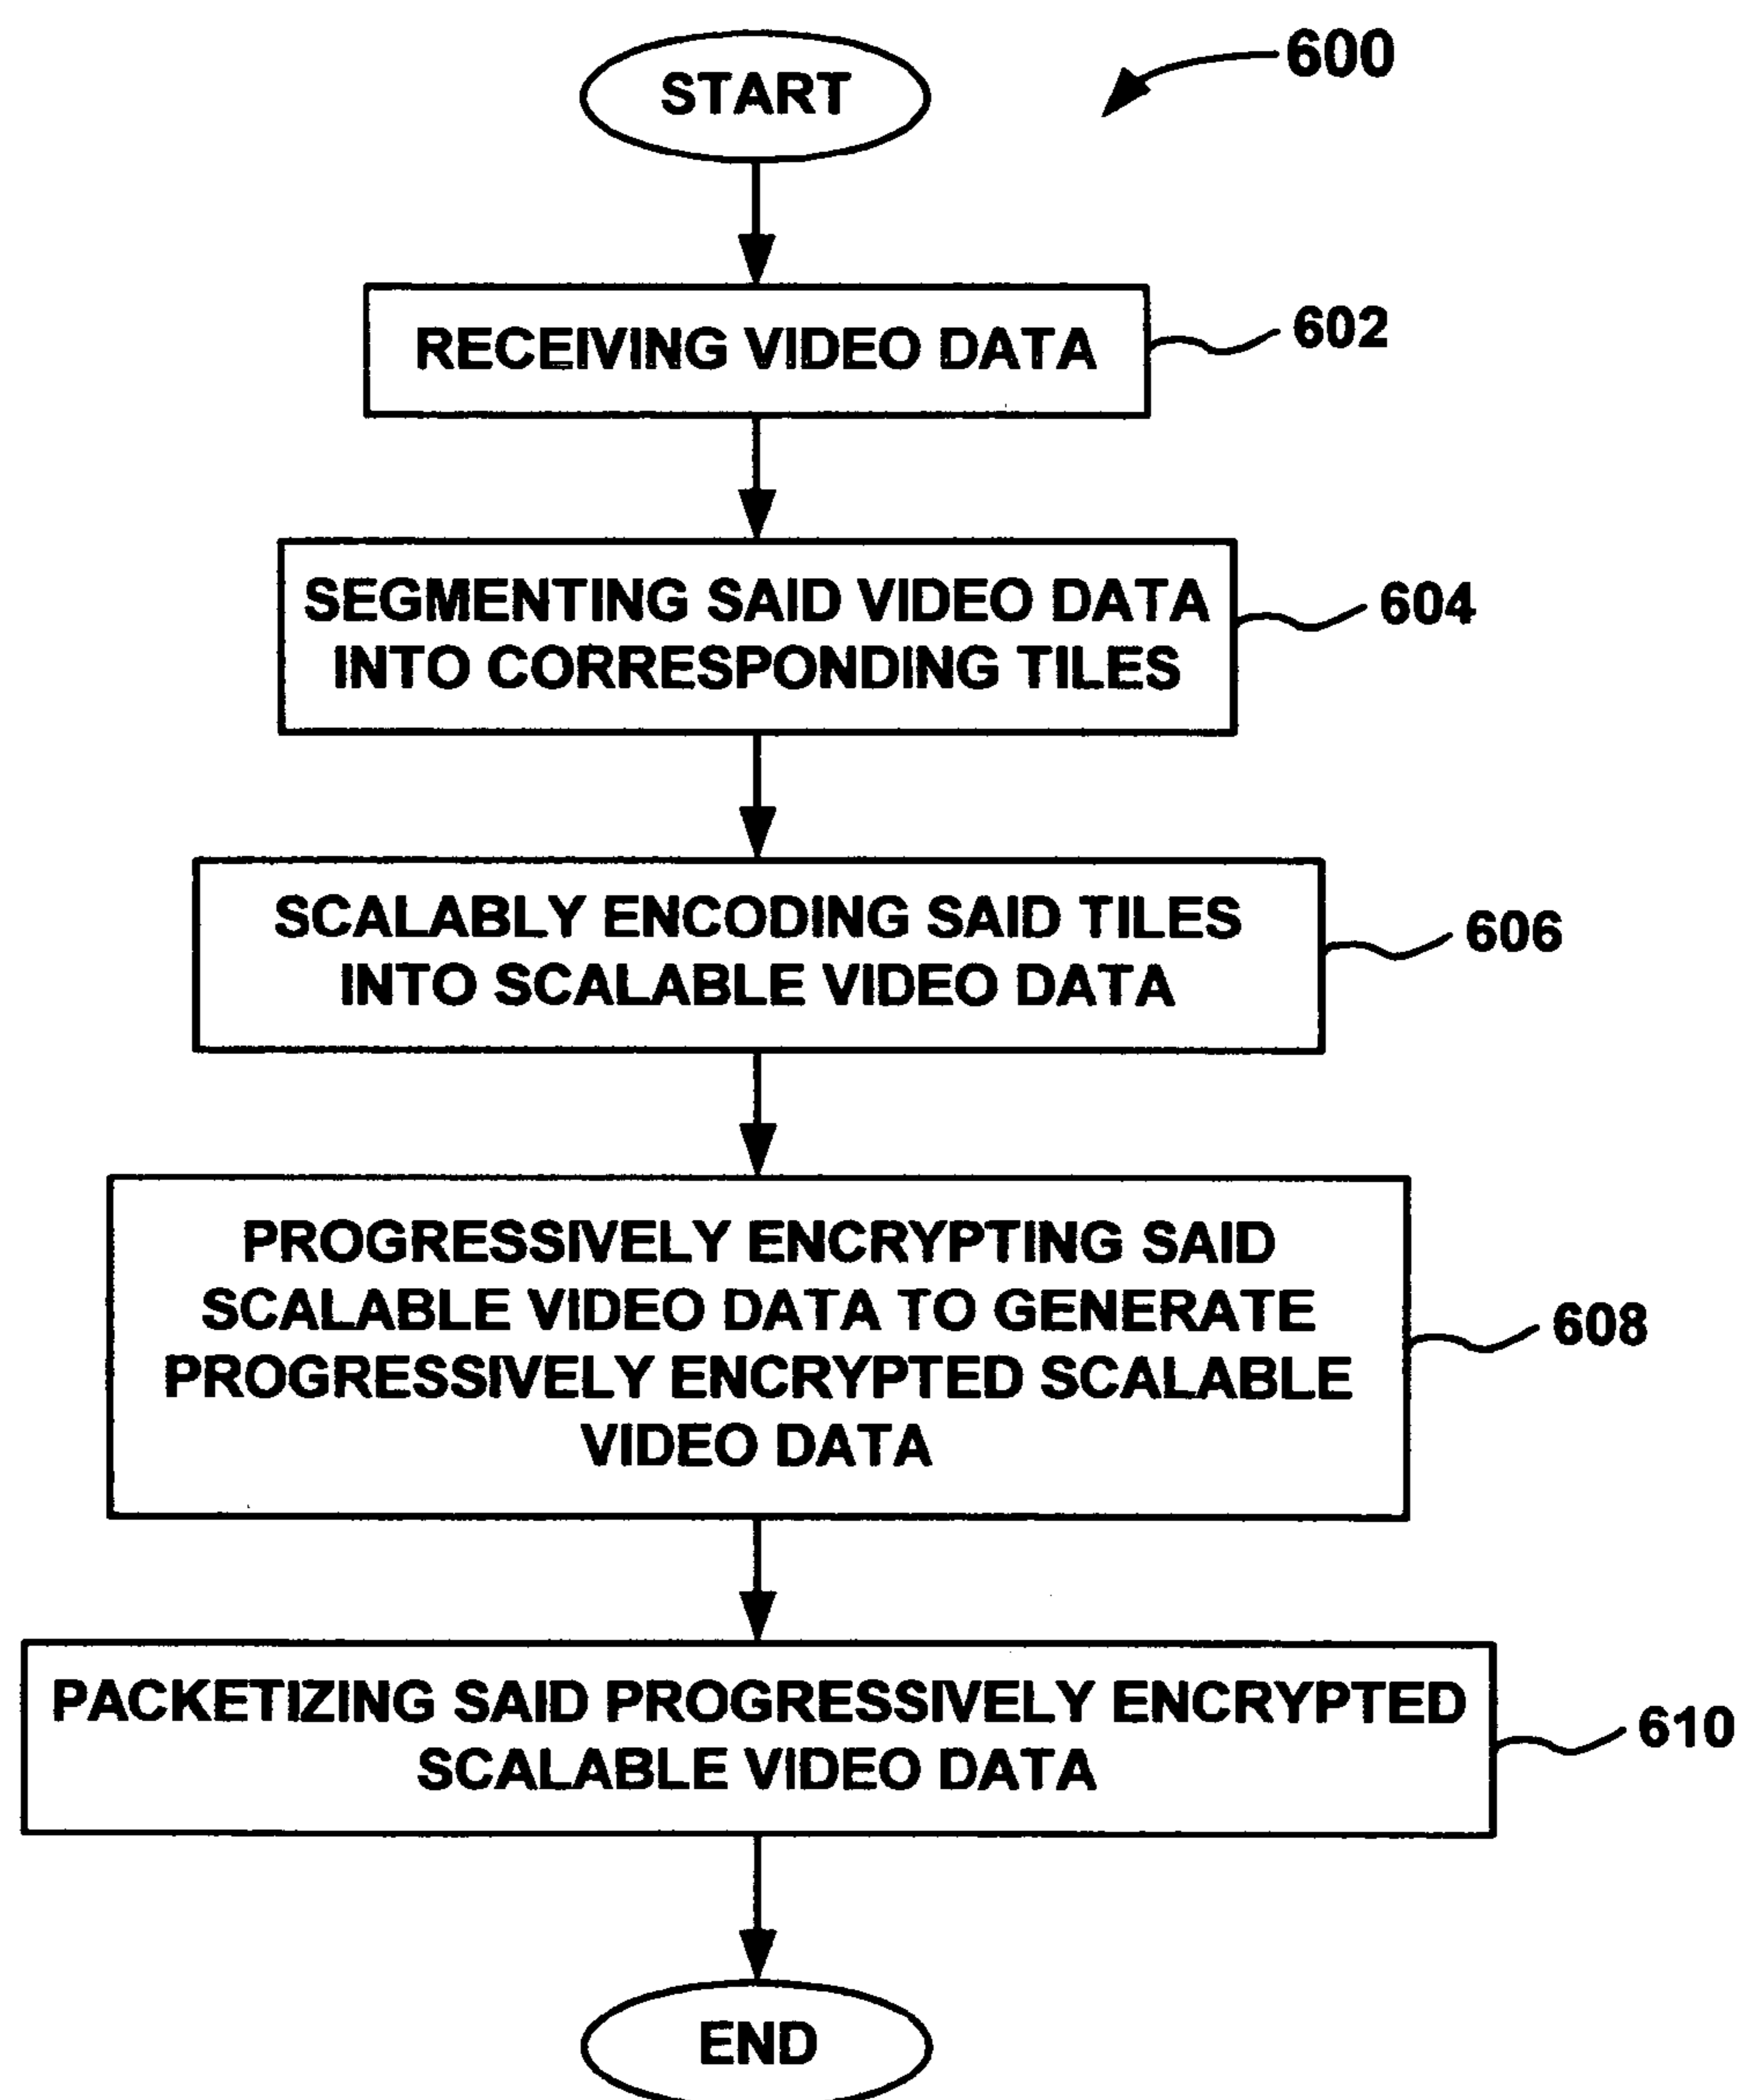 START
600
RECEIVING VIDEO DATA
602
SEGMENTING SAID VIDEO DATA
INTO CORRESPONDING TILES
604
SCALABLY ENCODING SAID TILES
INTO SCALABLE VIDEO DATA
606
PROGRESSIVELY ENCRYPTING SAID
SCALABLE VIDEO DATA TO GENERATE
PROGRESSIVELY ENCRYPTED SCALABLE
VIDEO DATA
608
PACKETIZING SAID PROGRESSIVELY ENCRYPTED
SCALABLE VIDEO DATA
610
END